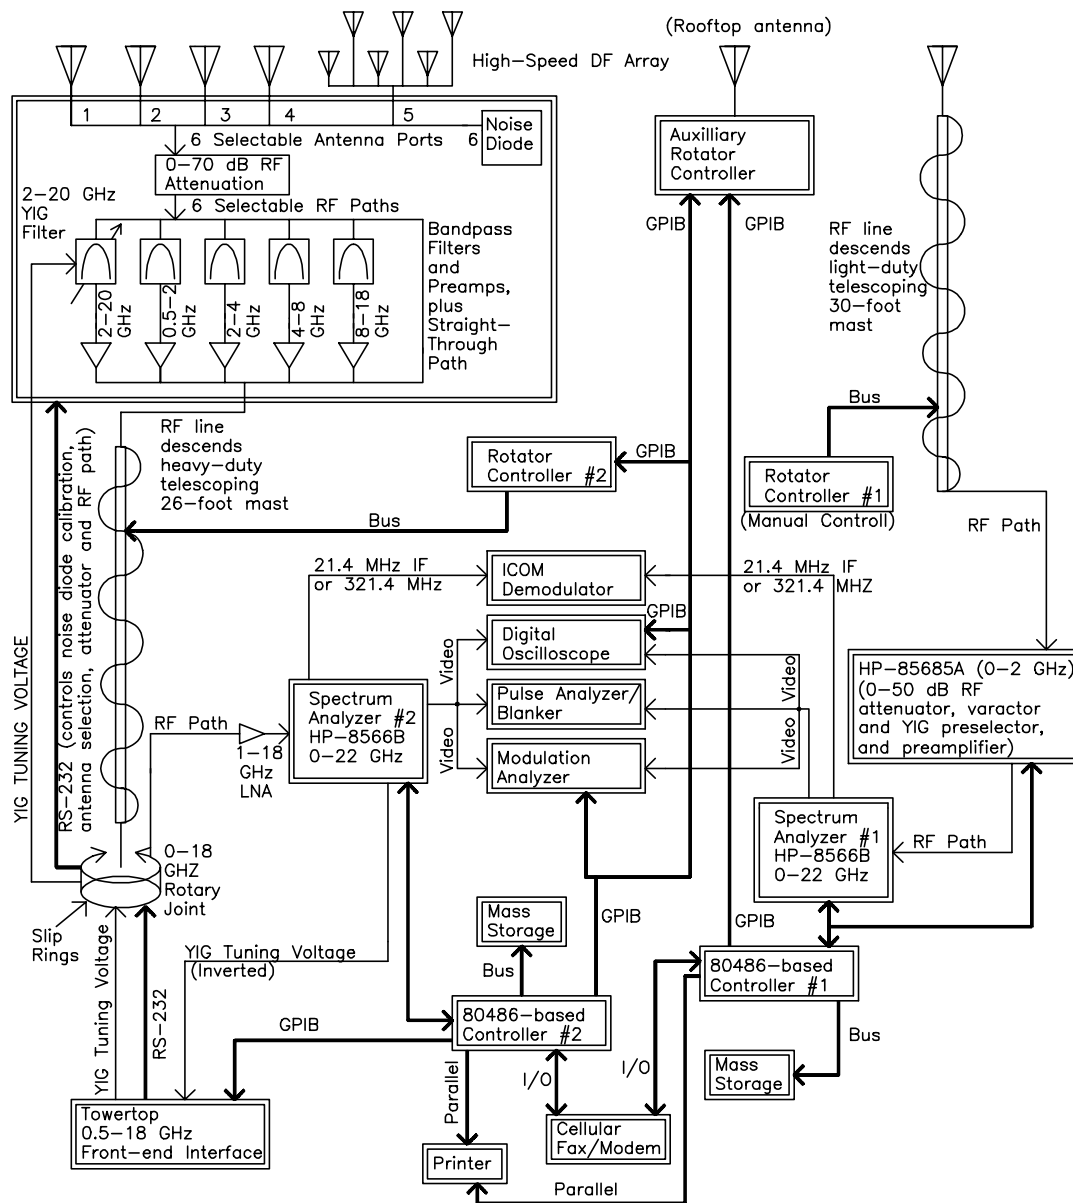 (Rooftop antenna)
High-Speed DF Array
1
2
3
4
5
6 Selectable Antenna Ports
6
Noise
Diode
0-70 dB RF
Attenuation
6 Selectable RF Paths
2-20 GHz
YIG
Filter
Bandpass
Filters
and
Preamps,
plus
Straight-
Through
Path
2-20
GHz
0.5-2
GHz
2-4
GHz
4-8
GHz
8-18
GHz
Auxilliary
Rotator
Controller
GPIB
GPIB
RF line
descends
light-duty
telescoping
30-foot
mast
Bus
RF line
descends
heavy-duty
telescoping
26-foot mast
Rotator
Controller #2
GPIB
Rotator
Controller #1
(Manual Controll)
Bus
RF Path
21.4 MHz IF
or 321.4 MHz
ICOM
Demodulator
21.4 MHz IF
or 321.4 MHZ
GPIB
Digital
Oscilloscope
Video
Video
Pulse Analyzer/
Blanker
Modulation
Analyzer
Video
Video
HP-85685A (0-2 GHz)
(0-50 dB RF
attenuator, varactor
and YIG preselector,
and preamplifier)
YIG TUNING VOLTAGE
RS-232 (controls noise diode calibration,
antenna selection, attenuator and RF path)
RF Path
1-18
GHz
LNA
Spectrum
Analyzer #2
HP-8566B
0-22 GHz
Spectrum
Analyzer #1
HP-8566B
0-22 GHz
RF Path
0-18
GHZ
Rotary
Joint
Slip
Rings
YIG Tuning Voltage
(Inverted)
Mass
Storage
GPIB
GPIB
Bus
80486-based
Controller #1
80486-based
Controller #2
YIG Tuning Voltage
RS-232
GPIB
Bus
Mass
Storage
I/O
I/O
Parallel
Towertop
0.5-18 GHz
Front-end Interface
Cellular
Fax/Modem
Printer
Parallel